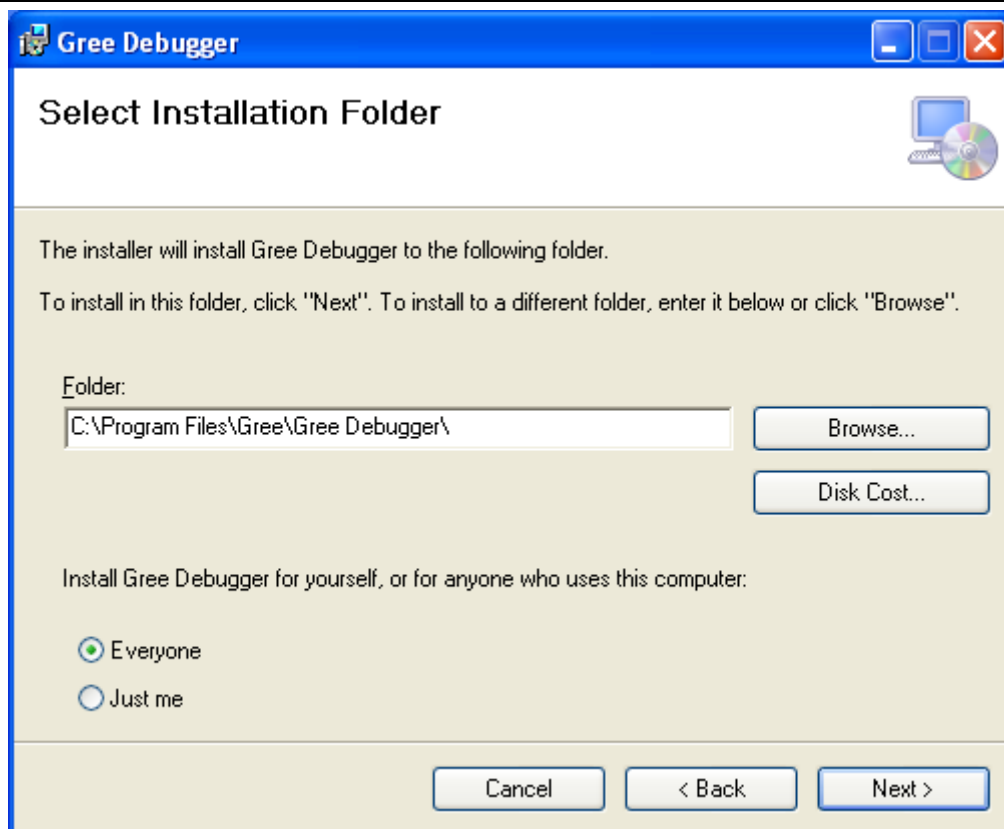 Gree Debugger
Select Installation Folder
The installer will install Gree Debugger to the following folder.
To install in this folder, click "Next". To install to a different folder, enter it below or click "Browse".
Folder:
C:\Program Files\Gree\Gree Debugger\
Browse...
Disk Cost...
Install Gree Debugger for yourself, or for anyone who uses this computer:
Everyone
Just me
Cancel
< Back
Next >